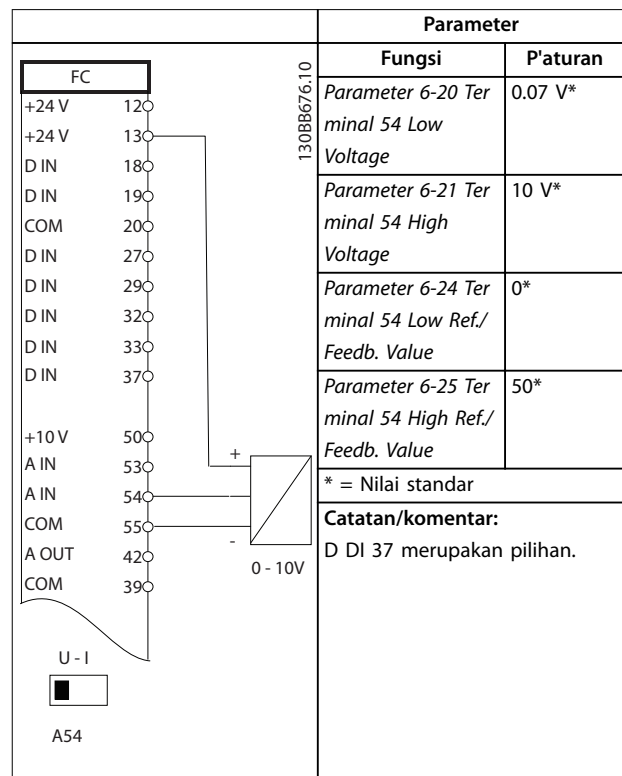 FC
+24 V 12
+24 V 13
D IN 18
D IN 19
COM 20
D IN 27
D IN 29
D IN 32
D IN 33
D IN 37
+10 V 50
A IN 53
A IN 54
COM 55
A OUT 42
COM 39
+
-
0 - 10V
U - I
A54
130BB676.10
Parameter
Fungsi P'aturan
Parameter 6-20 Ter 0.07 V*
minal 54 Low
Voltage
Parameter 6-21 Ter 10 V*
minal 54 High
Voltage
Parameter 6-24 Ter 0*
minal 54 Low Ref./
Feedb. Value
Parameter 6-25 Ter 50*
minal 54 High Ref./
Feedb. Value
* = Nilai standar
Catatan/komentar:
D DI 37 merupakan pilihan.